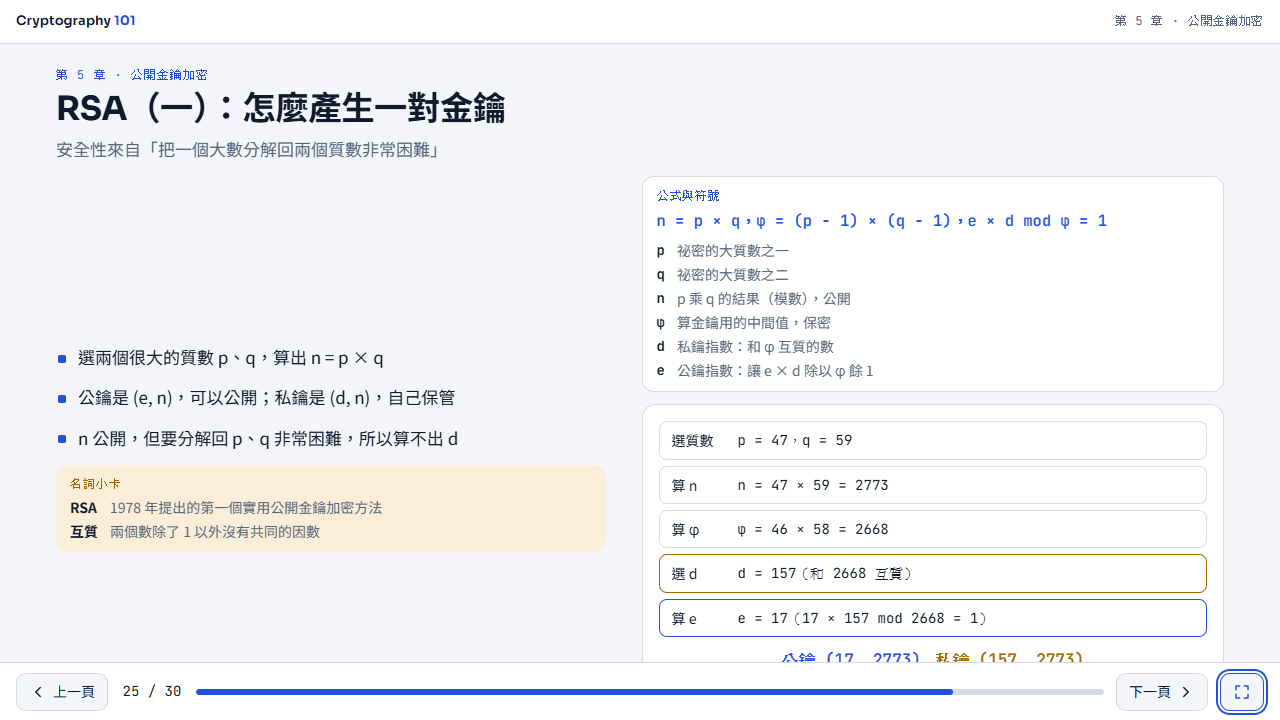 Cryptography 101
第 5 章 · 公開金鑰加密
第 5 章 · 公開金鑰加密
RSA（一）：怎麼產生一對金鑰
安全性來自「把一個大數分解回兩個質數非常困難」
選兩個很大的質數 p、q，算出 n = p × q
公鑰是 (e, n)，可以公開；私鑰是 (d, n)，自己保管
n 公開，但要分解回 p、q 非常困難，所以算不出 d
名詞小卡
RSA 1978 年提出的第一個實用公開金鑰加密方法
互質 兩個數除了 1 以外沒有共同的因數
公式與符號
n = p × q，φ = (p - 1) × (q - 1)，e × d mod φ = 1
p 祕密的大質數之一
q 祕密的大質數之二
n p 乘 q 的結果（模數），公開
φ 算金鑰用的中間值，保密
d 私鑰指數：和 φ 互質的數
e 公鑰指數：讓 e × d 除以 φ 餘 1
選質數 p = 47，q = 59
算 n n = 47 × 59 = 2773
算 φ φ = 46 × 58 = 2668
選 d d = 157（和 2668 互質）
算 e e = 17（17 × 157 mod 2668 = 1）
公鑰 (17, 2773) 私鑰 (157, 2773)
上一頁
25 / 30
下一頁